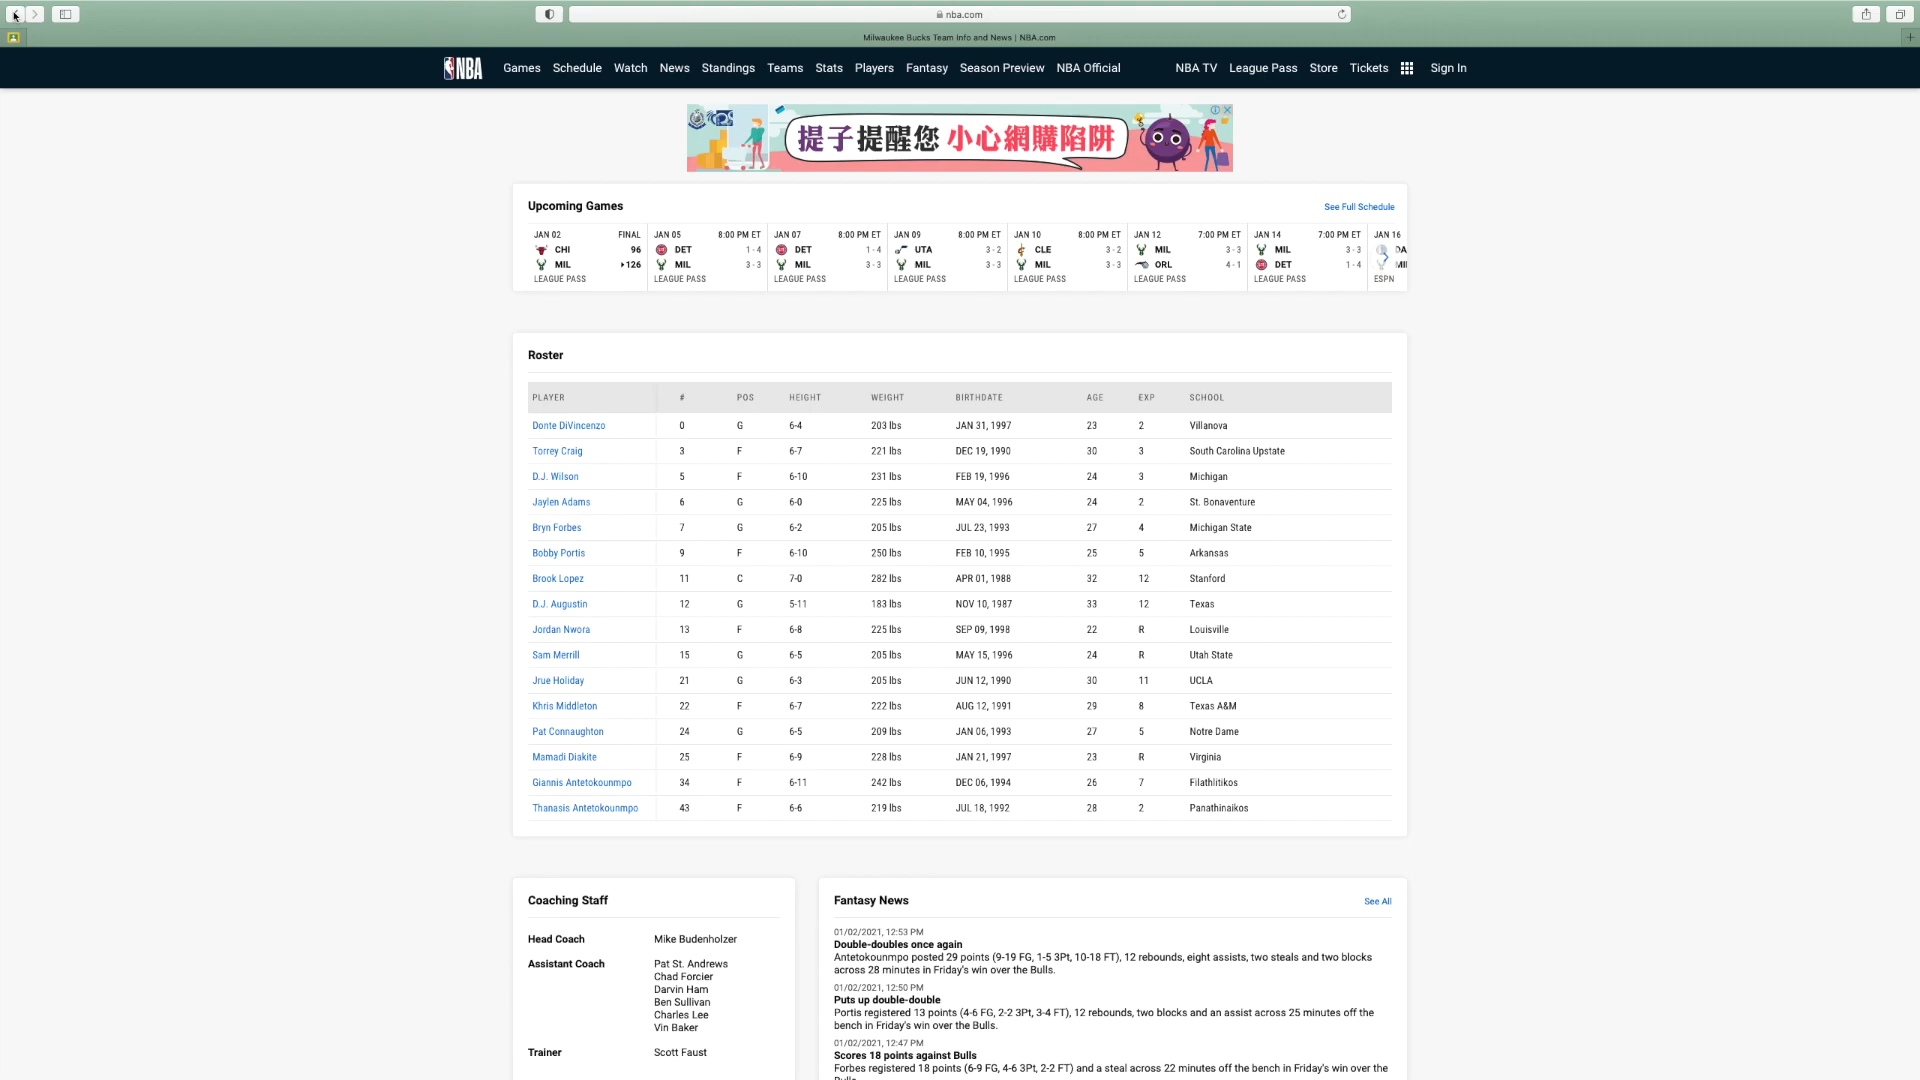 nba.com
Milwaukee Bucks Team Info and News | NBA.com
NBA Games Schedule Watch News Standings Teams Stats Players Fantasy Season Preview NBA Official NBA TV League Pass Store Tickets Sign In
提子提醒您 小心網購陷阱
Upcoming Games See Full Schedule
JAN 02 FINAL JAN 05 8:00 PM ET JAN 07 8:00 PM ET JAN 09 8:00 PM ET JAN 10 8:00 PM ET JAN 12 7:00 PM ET JAN 14 7:00 PM ET JAN 16
CHI 96 DET 1-4 DET 1-4 UTA 3-2 CLE 3-2 MIL 3-3 MIL 3-3 DA
MIL 126 MIL 3-3 MIL 3-3 MIL 3-3 MIL 3-3 ORL 4-1 DET 1-4 MI
LEAGUE PASS LEAGUE PASS LEAGUE PASS LEAGUE PASS LEAGUE PASS LEAGUE PASS LEAGUE PASS ESPN
Roster
PLAYER # POS HEIGHT WEIGHT BIRTHDATE AGE EXP SCHOOL
Donte DiVincenzo 0 G 6-4 203 lbs JAN 31, 1997 23 2 Villanova
Torrey Craig 3 F 6-7 221 lbs DEC 19, 1990 30 3 South Carolina Upstate
D.J. Wilson 5 F 6-10 231 lbs FEB 19, 1996 24 3 Michigan
Jaylen Adams 6 G 6-0 225 lbs MAY 04, 1996 24 2 St. Bonaventure
Bryn Forbes 7 G 6-2 205 lbs JUL 23, 1993 27 4 Michigan State
Bobby Portis 9 F 6-10 250 lbs FEB 10, 1995 25 5 Arkansas
Brook Lopez 11 C 7-0 282 lbs APR 01, 1988 32 12 Stanford
D.J. Augustin 12 G 5-11 183 lbs NOV 10, 1987 33 12 Texas
Jordan Nwora 13 F 6-8 225 lbs SEP 09, 1998 22 R Louisville
Sam Merrill 15 G 6-5 205 lbs MAY 15, 1996 24 R Utah State
Jrue Holiday 21 G 6-3 205 lbs JUN 12, 1990 30 11 UCLA
Khris Middleton 22 F 6-7 222 lbs AUG 12, 1991 29 8 Texas A&M
Pat Connaughton 24 G 6-5 209 lbs JAN 06, 1993 27 5 Notre Dame
Mamadi Diakite 25 F 6-9 228 lbs JAN 21, 1997 23 R Virginia
Giannis Antetokounmpo 34 F 6-11 242 lbs DEC 06, 1994 26 7 Filathlitikos
Thanasis Antetokounmpo 43 F 6-6 219 lbs JUL 18, 1992 28 2 Panathinaikos
Coaching Staff
Head Coach Mike Budenholzer
Assistant Coach Pat St. Andrews
Chad Forcier
Darvin Ham
Ben Sullivan
Charles Lee
Vin Baker
Trainer Scott Faust
Fantasy News See All
01/02/2021, 12:53 PM
Double-doubles once again
Antetokounmpo posted 29 points (9-19 FG, 1-5 3Pt, 10-18 FT), 12 rebounds, eight assists, two steals and two blocks
across 28 minutes in Friday's win over the Bulls.
01/02/2021, 12:50 PM
Puts up double-double
Portis registered 13 points (4-6 FG, 2-2 3Pt, 3-4 FT), 12 rebounds, two blocks and an assist across 25 minutes off the
bench in Friday's win over the Bulls.
01/02/2021, 12:47 PM
Scores 18 points against Bulls
Forbes registered 18 points (6-9 FG, 4-6 3Pt, 2-2 FT) and a steal across 22 minutes off the bench in Friday's win over the